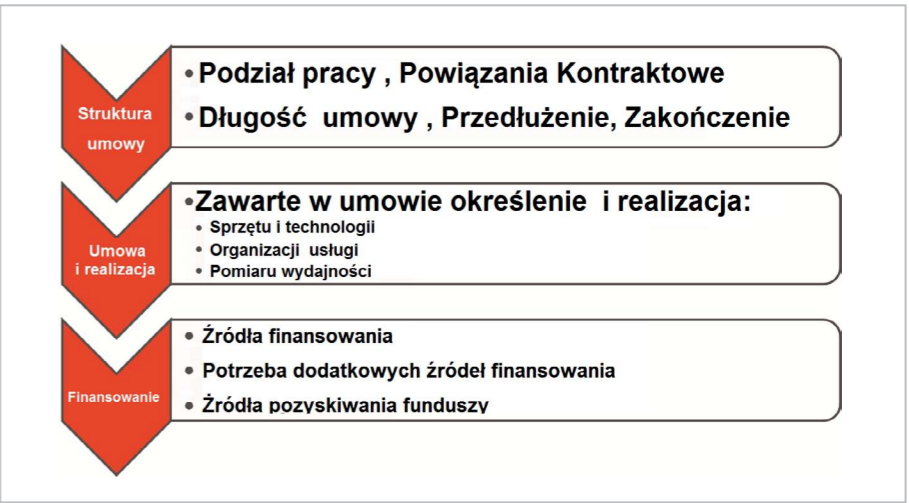 Struktura
umowy
•Podział pracy , Powiązania Kontraktowe
•Długość umowy , Przedłużenie, Zakończenie
Umowa
i realizacja
•Zawarte w umowie określenie i realizacja:
• Sprzętu i technologii
• Organizacji usługi
• Pomiaru wydajności
Finansowanie
• Źródła finansowania
• Potrzeba dodatkowych źródeł finansowania
• Źródła pozyskiwania funduszy